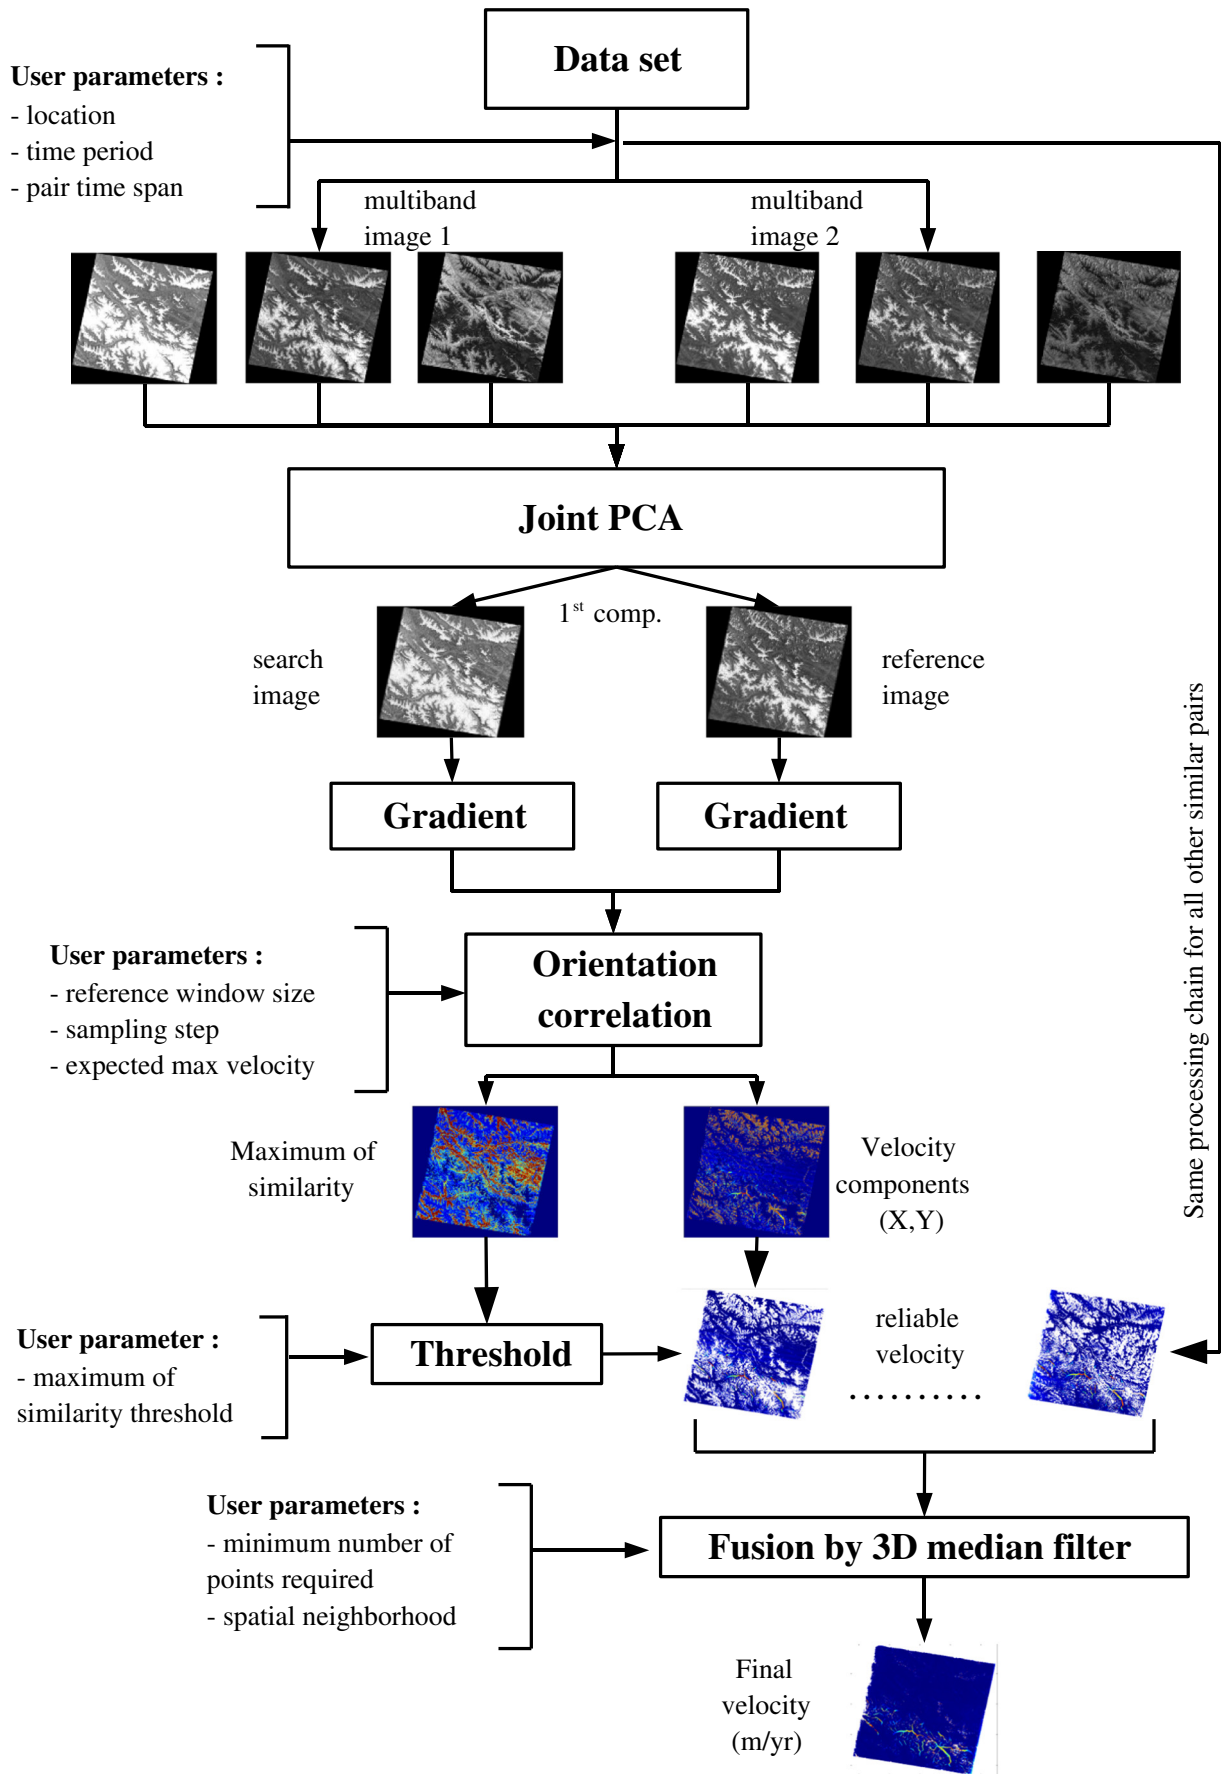 Data set
User parameters :
- location
- time period
- pair time span
multiband
image 1
multiband
image 2
Joint PCA
1st comp.
search
image
reference
image
Gradient
Gradient
Same processing chain for all other similar pairs
User parameters :
- reference window size
- sampling step
- expected max velocity
Orientation
correlation
Maximum of
similarity
Velocity
components
(X,Y)
User parameter :
- maximum of
similarity threshold
Threshold
reliable
velocity
..........
User parameters :
- minimum number of
points required
- spatial neighborhood
Fusion by 3D median filter
Final
velocity
(m/yr)